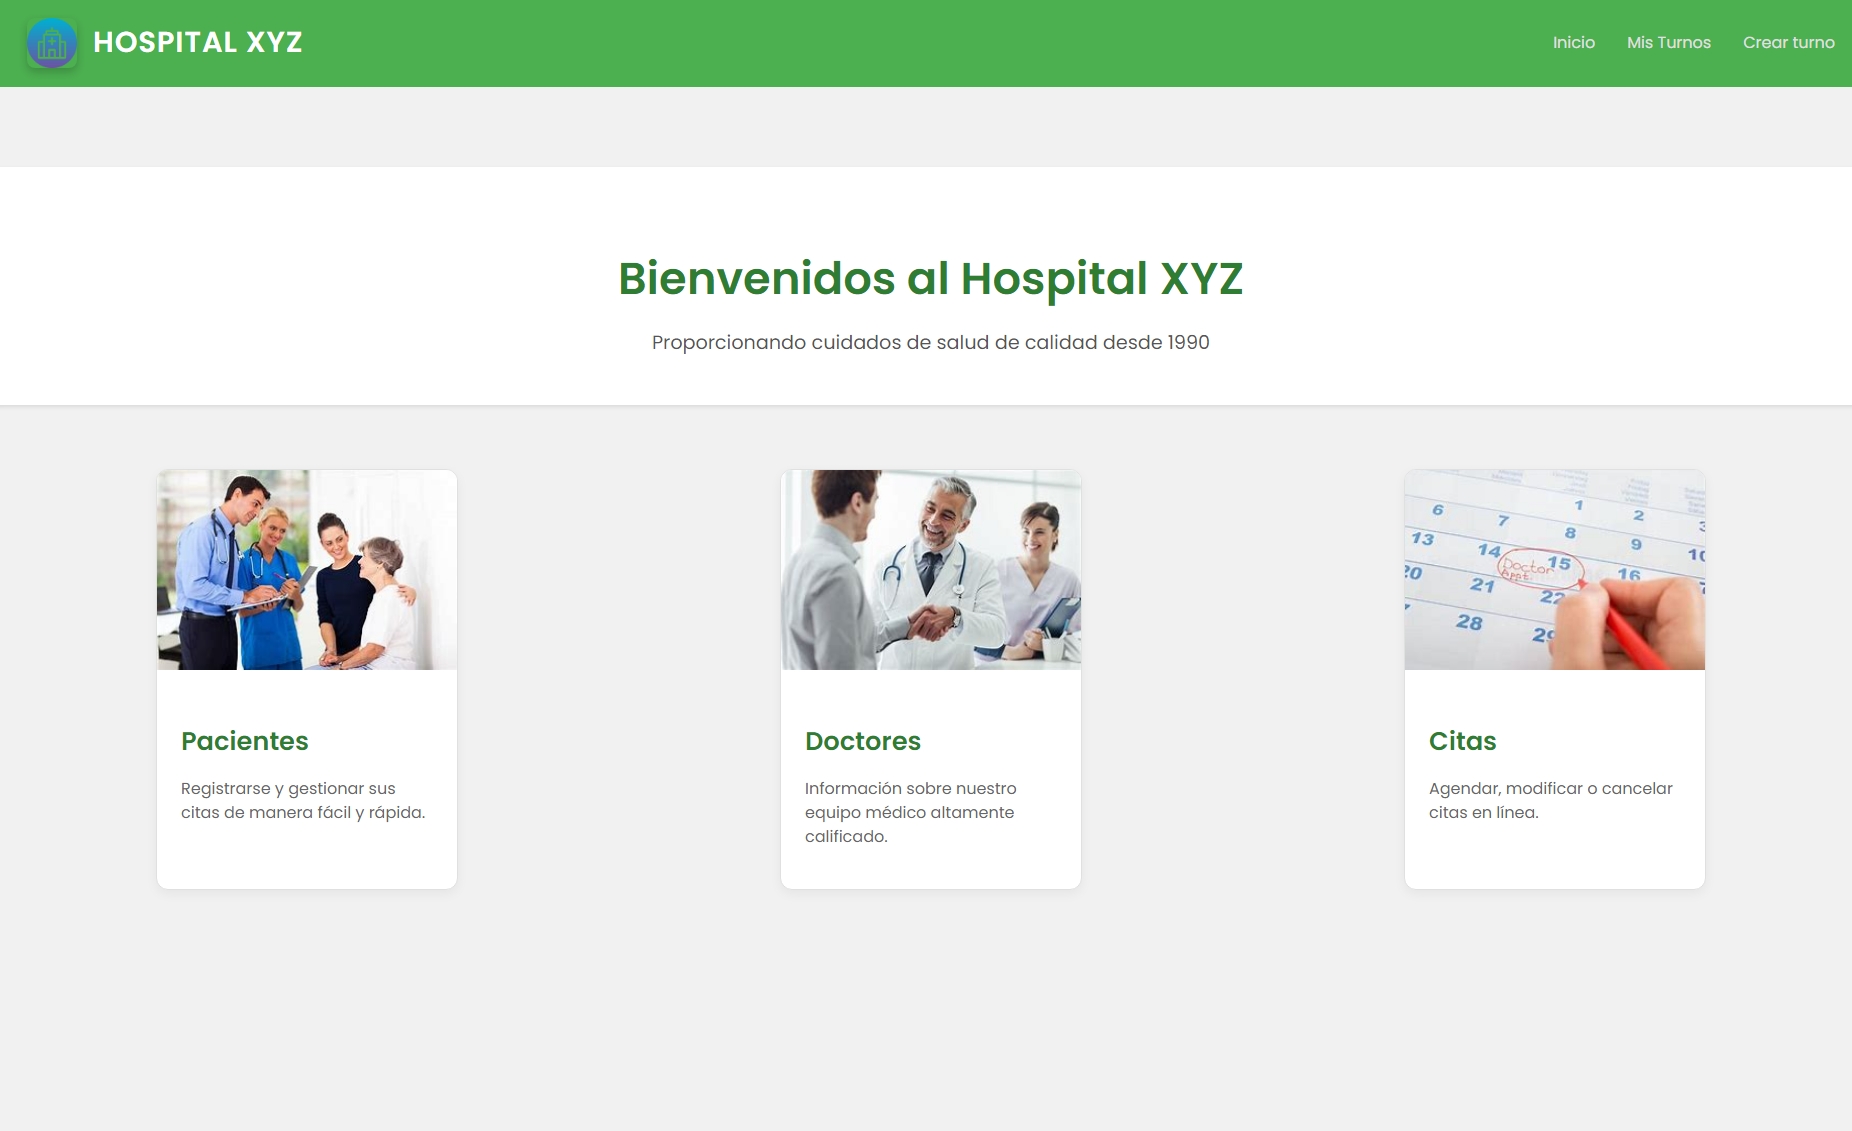 HOSPITAL XYZ
Inicio
Mis Turnos
Crear turno
Bienvenidos al Hospital XYZ
Proporcionando cuidados de salud de calidad desde 1990
1
2
6
7
8
9
10
13
14
Doctor
Appt.
15
16
20
21
22
28
29
Pacientes
Registrarse y gestionar sus
citas de manera fácil y rápida.
Doctores
Información sobre nuestro
equipo médico altamente
calificado.
Citas
Agendar, modificar o cancelar
citas en línea.